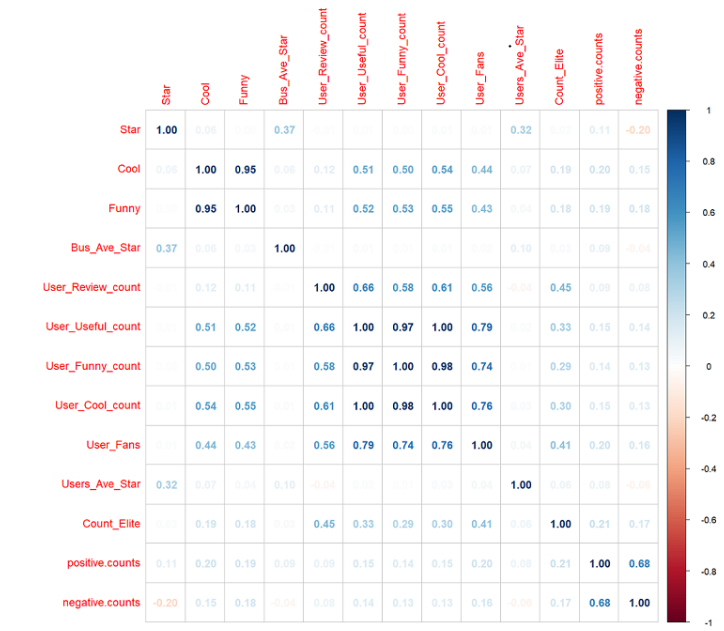 Star Cool Funny Bus_Ave_Star User_Review_count User_Useful_count User_Funny_count User_Cool_count User_Fans Users_Ave_Star Count_Elite positive.counts negative.counts
Star 1.00 0.37 0.32 0.11 -0.20 1
Cool 1.00 0.95 0.12 0.51 0.50 0.54 0.44 0.07 0.19 0.20 0.15 0.8
Funny 0.95 1.00 0.11 0.52 0.53 0.55 0.43 0.18 0.19 0.18 0.6
Bus_Ave_Star 0.37 1.00 0.10 0.09 0.4
User_Review_count 0.12 0.11 1.00 0.66 0.58 0.61 0.56 0.45 0.09 0.08 0.2
User_Useful_count 0.51 0.52 0.66 1.00 0.97 1.00 0.79 0.33 0.15 0.14
User_Funny_count 0.50 0.53 0.58 0.97 1.00 0.98 0.74 0.29 0.14 0.13 0
User_Cool_count 0.54 0.55 0.61 1.00 0.98 1.00 0.76 0.30 0.15 0.13 -0.2
User_Fans 0.44 0.43 0.56 0.79 0.74 0.76 1.00 0.41 0.20 0.16
Users_Ave_Star 0.32 0.07 0.10 1.00 0.08 -0.4
Count_Elite 0.19 0.18 0.45 0.33 0.29 0.30 0.41 1.00 0.21 0.17 -0.6
positive.counts 0.11 0.20 0.19 0.09 0.09 0.15 0.14 0.15 0.20 0.08 0.21 1.00 0.68 -0.8
negative.counts -0.20 0.15 0.18 0.08 0.14 0.13 0.13 0.16 0.17 0.68 1.00 -1